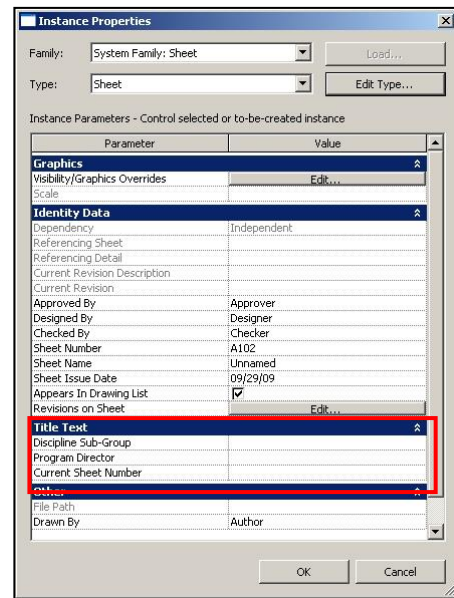 Instance Properties
Family: System Family: Sheet Load...
Type: Sheet Edit Type...
Instance Parameters - Control selected or to-be-created instance
Parameter Value
Graphics
Visibility/Graphics Overrides Edit...
Scale
Identity Data
Dependency Independent
Referencing Sheet
Referencing Detail
Current Revision Description
Current Revision
Approved By Approver
Designed By Designer
Checked By Checker
Sheet Number A102
Sheet Name Unnamed
Sheet Issue Date 09/29/09
Appears In Drawing List
Revisions on Sheet Edit...
Title Text
Discipline Sub-Group
Program Director
Current Sheet Number
Other
File Path
Drawn By Author
OK Cancel